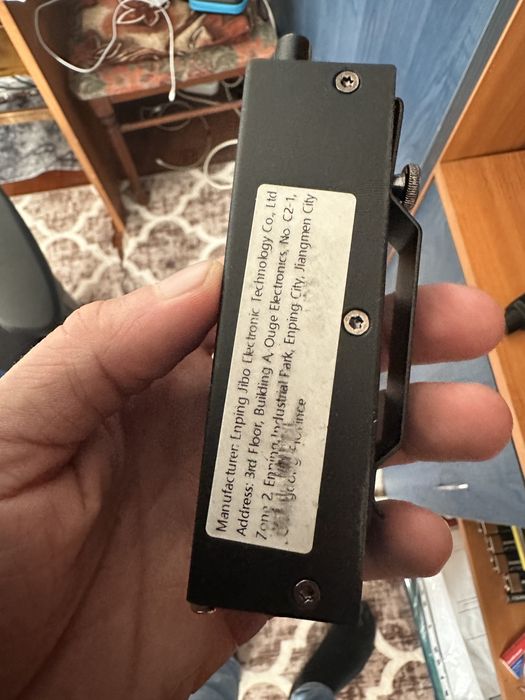 Manufacturer: Enping Jibo Electronic Technology Co., Ltd
Address: 3rd Floor, Building A, Ouge Electronics, No. C2-1,
Zone 2, Enping Industrial Park, Enping City, Jiangmen City
Province